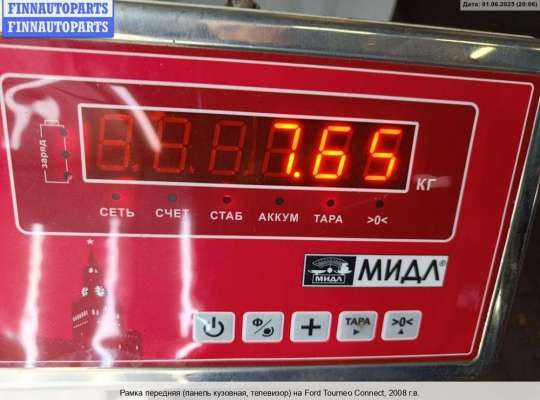 FINNAUTOPARTS
FINNAUTOPARTS
Дата: 01.06.2025 (20:06)
заряд
7.65
КГ
СЕТЬ СЧЕТ СТАБ АККУМ ТАРА >0<
МИДЛ МИДЛ®
Ф/ + ТАРА >0<
Рамка передняя (панель кузовная, телевизор) на Ford Tourneo Connect, 2008 г.в.